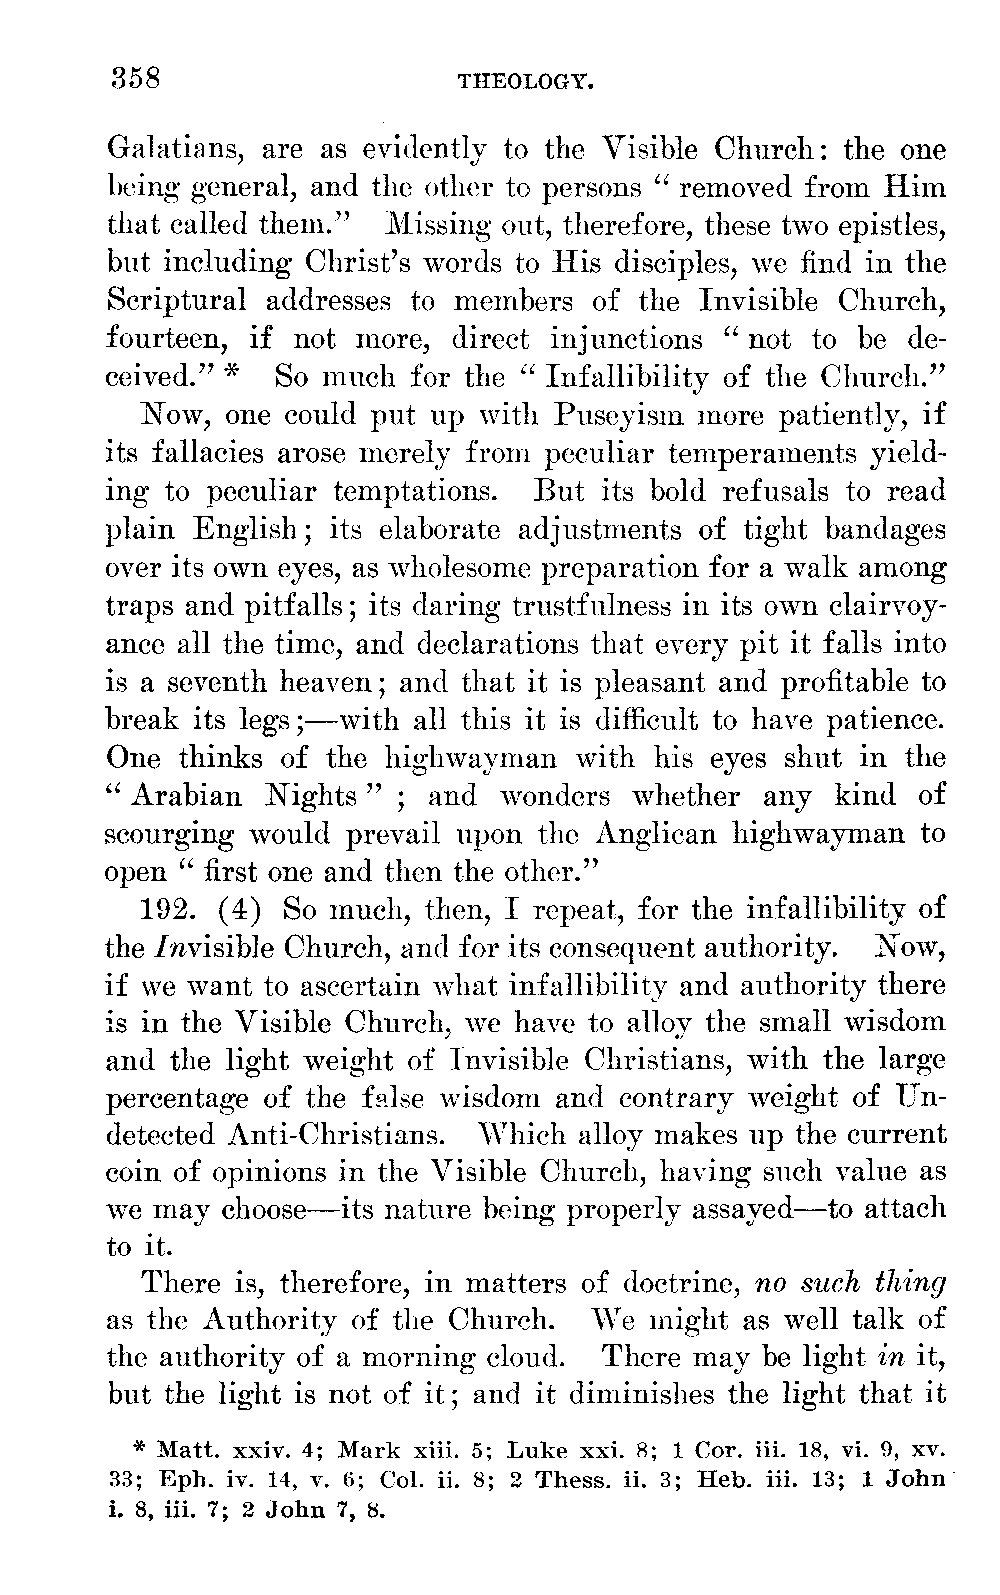 358 THEOLOGY.
Galatians, are as evidently to the Visible Church: the one
being general, and the other to persons “ removed from Him
that called them.” Missing out, therefore, these two epistles,
but including Christ’s words to His disciples, we find in the
Scriptural addresses to members of the Invisible Church,
fourteen, if not more, direct injunctions “ not to be de-
ceived.” * So much for the “ Infallibility of the Church.”
Now, one could put up with Puseyism more patiently, if
its fallacies arose merely from peculiar temperaments yield-
ing to peculiar temptations. But its bold refusals to read
plain English; its elaborate adjustments of tight bandages
over its own eyes, as wholesome preparation for a walk among
traps and pitfalls; its daring trustfulness in its own clairvoy-
ance all the time, and declarations that every pit it falls into
is a seventh heaven; and that it is pleasant and profitable to
break its legs;—with all this it is difficult to have patience.
One thinks of the highwayman with his eyes shut in the
“ Arabian Nights ” ; and wonders whether any kind of
scourging would prevail upon the Anglican highwayman to
open “ first one and then the other.”
192. (4) So much, then, I repeat, for the infallibility of
the Invisible Church, and for its consequent authority. Now,
if we want to ascertain what infallibility and authority there
is in the Visible Church, we have to alloy the small wisdom
and the light weight of Invisible Christians, with the large
percentage of the false wisdom and contrary weight of Un-
detected Anti-Christians. Which alloy makes up the current
coin of opinions in the Visible Church, having such value as
we may choose—its nature being properly assayed—to attach
to it.
There is, therefore, in matters of doctrine, no such thing
as the Authority of the Church. We might as well talk of
the authority of a morning cloud. There may be light in it,
but the light is not of it; and it diminishes the light that it
* Matt. xxiv. 4; Mark xiii. 5; Luke xxi. 8; 1 Cor. iii. 18, vi. 9, xv.
33; Eph. iv. 14, v. 6; Col. ii. 8; 2 Thess. ii. 3; Heb. iii. 13; 1 John
i. 8, iii. 7; 2 John 7, 8.